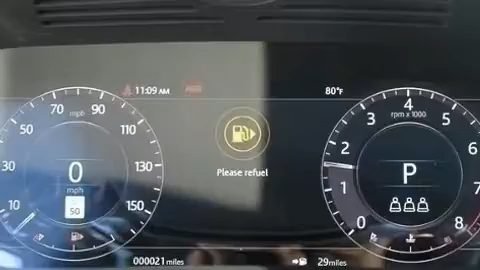 11:09 AM
80°F
30 50 70 90 110 130 150 10
mph
0
mph
50
Please refuel
1 2 3 4 5 6 7 8
rpm x 1000
P
000021 miles
29 miles